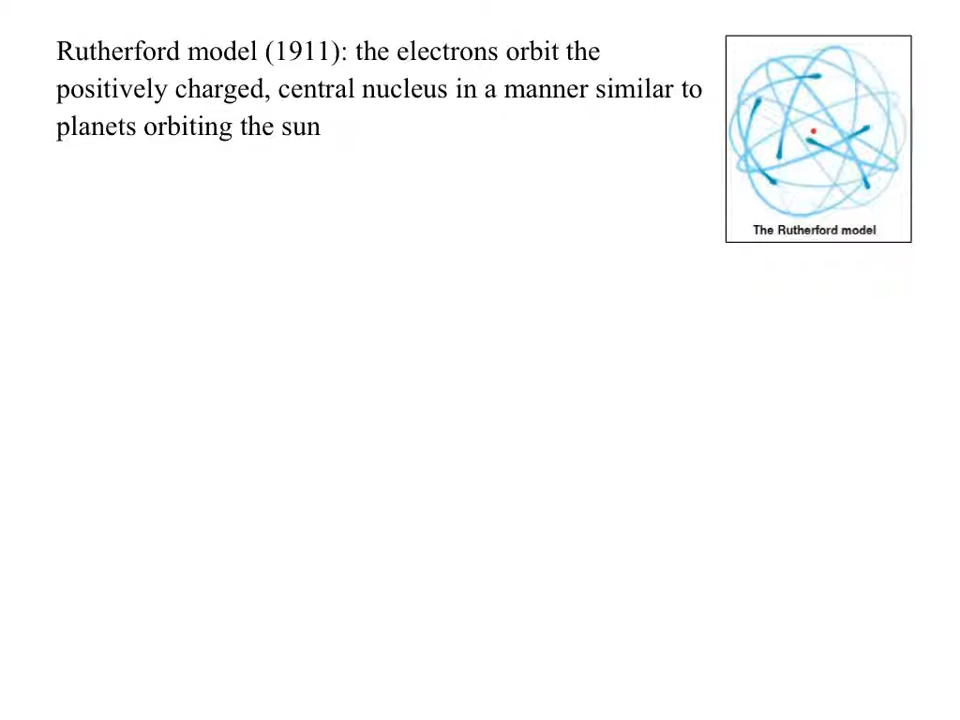 Rutherford model (1911): the electrons orbit the
positively charged, central nucleus in a manner similar to
planets orbiting the sun
The Rutherford model